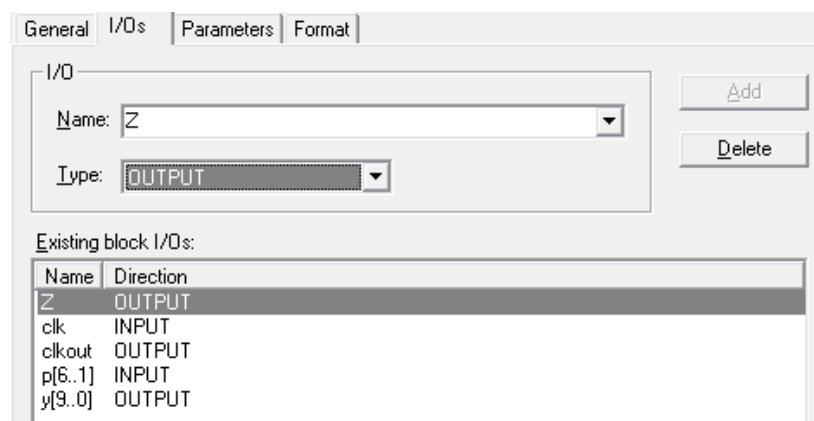 General I/Os Parameters Format
I/O
Add
Name: Z
Delete
Type: OUTPUT
Existing block I/Os:
Name Direction
Z OUTPUT
clk INPUT
clkout OUTPUT
p[6..1] INPUT
y[9..0] OUTPUT